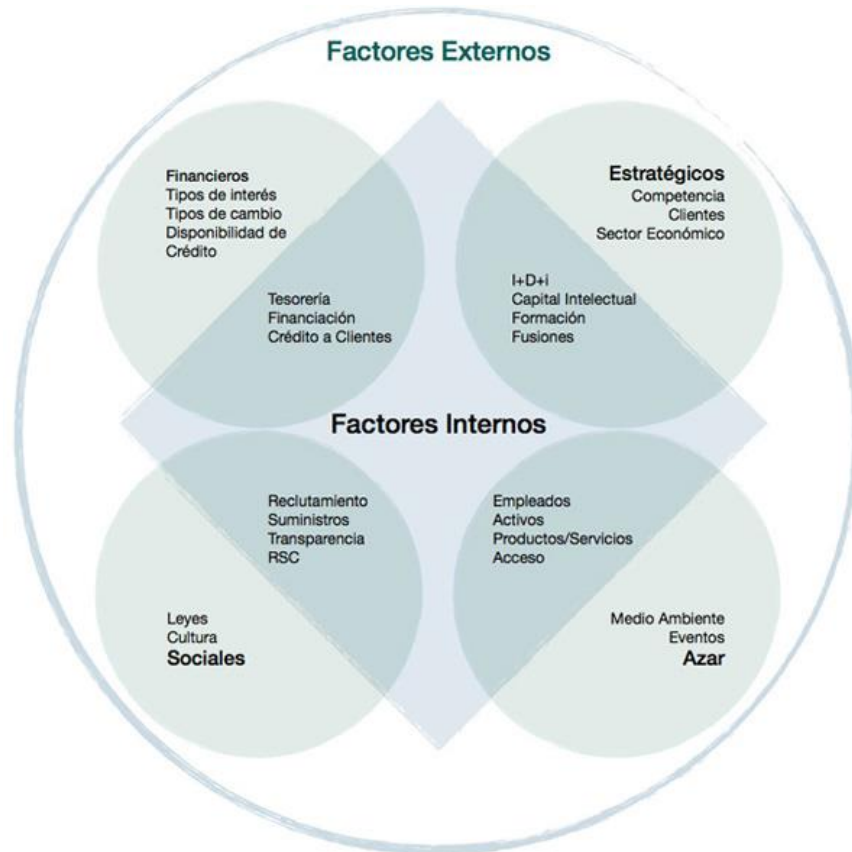 Factores Externos
Financieros
Tipos de interés
Tipos de cambio
Disponibilidad de
Crédito
Tesorería
Financiación
Crédito a Clientes
Estratégicos
Competencia
Clientes
Sector Económico
I+D+i
Capital Intelectual
Formación
Fusiones
Factores Internos
Reclutamiento
Suministros
Transparencia
RSC
Leyes
Cultura
Sociales
Empleados
Activos
Productos/Servicios
Acceso
Medio Ambiente
Eventos
Azar